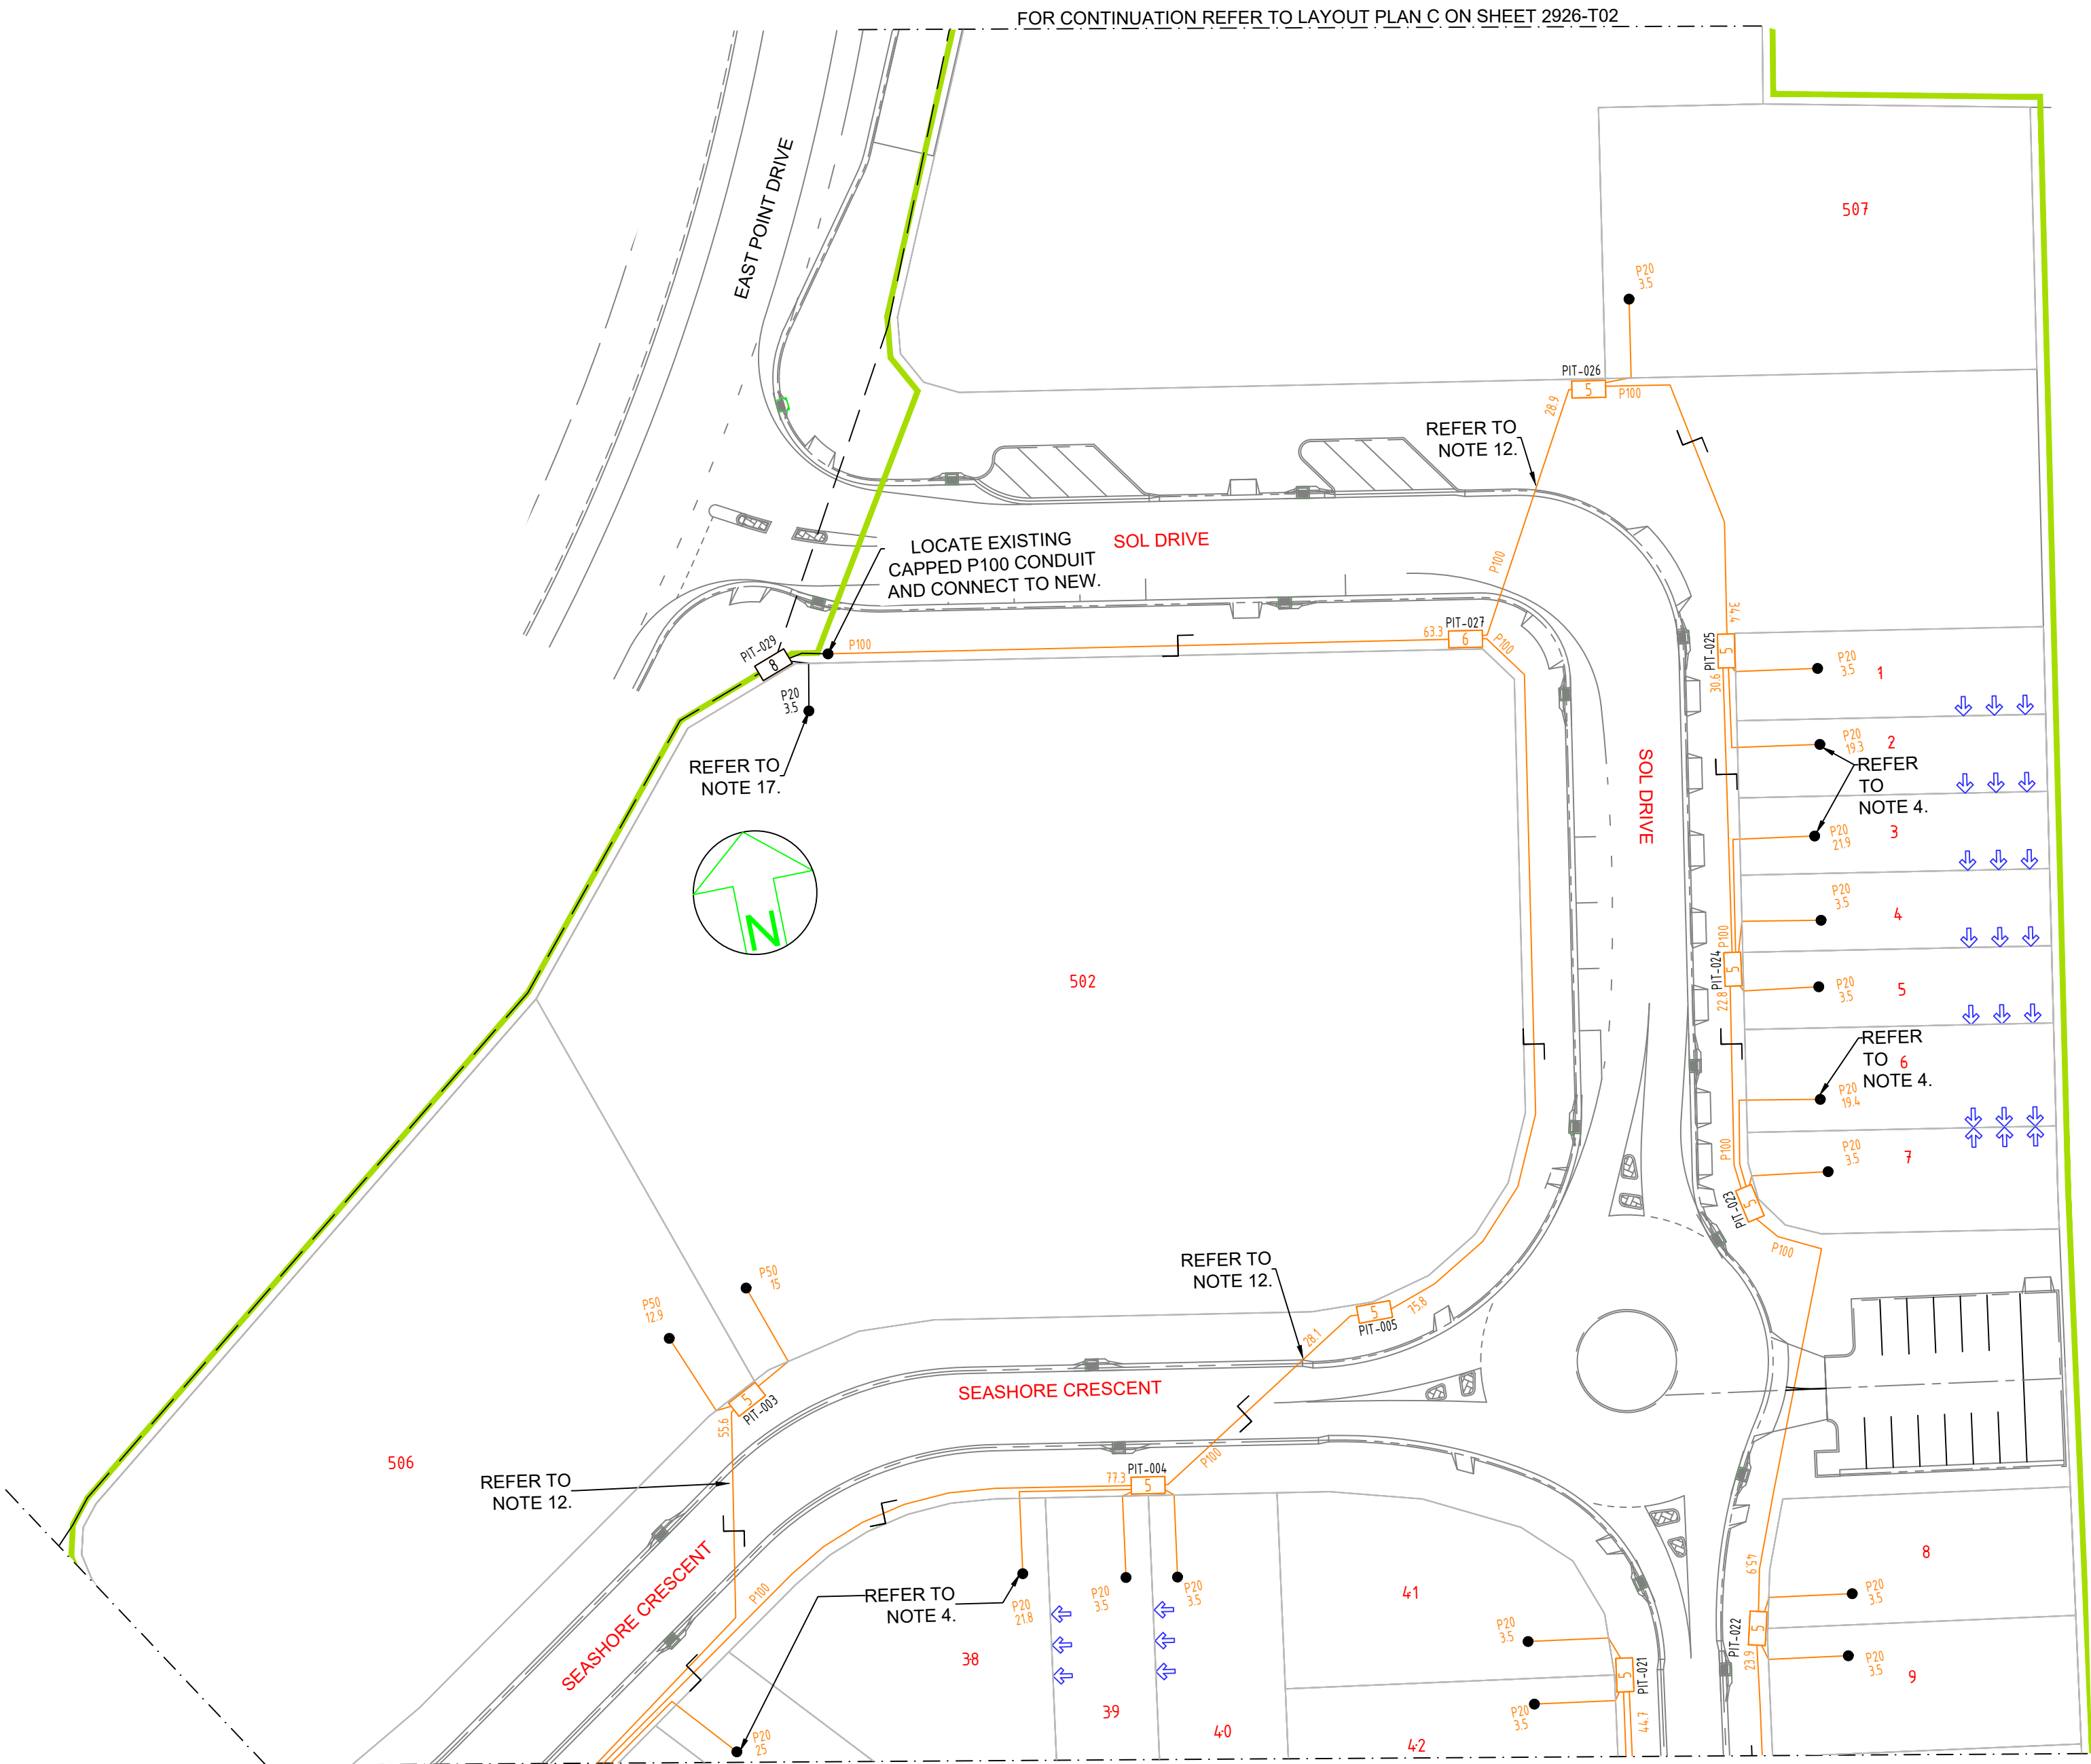 FOR CONTINUATION REFER TO LAYOUT PLAN C ON SHEET 2926-T02
EAST POINT DRIVE
507
P20
3.5
PIT-026
5
P100
28.9
REFER TO
NOTE 12.
P100
LOCATE EXISTING
CAPPED P100 CONDUIT
AND CONNECT TO NEW.
SOL DRIVE
PIT-029
8
P100
63.3
PIT-027
6
P100
P20
3.5
REFER TO
NOTE 17.
34.4
PIT-025
5
30.6
P20
3.5
1
P20
19.3
2
REFER
TO
NOTE 4.
P20
21.9
3
SOL DRIVE
N
P20
3.5
4
P100
PIT-024
5
22.8
P20
3.5
5
502
REFER
TO
NOTE 4.
6
P20
19.4
P100
P20
3.5
7
PIT-023
5
P100
REFER TO
NOTE 12.
P50
15
P50
12.9
5
PIT-005
15.8
28.1
SEASHORE CRESCENT
5
PIT-003
55.6
506
REFER TO
NOTE 12.
PIT-004
77.3
5
P100
SEASHORE CRESCENT
P100
REFER TO
NOTE 4.
P20
21.8
P20
3.5
P20
3.5
38
39
40
41
42
P20
3.5
P20
3.5
5
PIT-021
44.7
P20
25
45.9
8
P20
3.5
PIT-022
5
23.9
P20
3.5
9